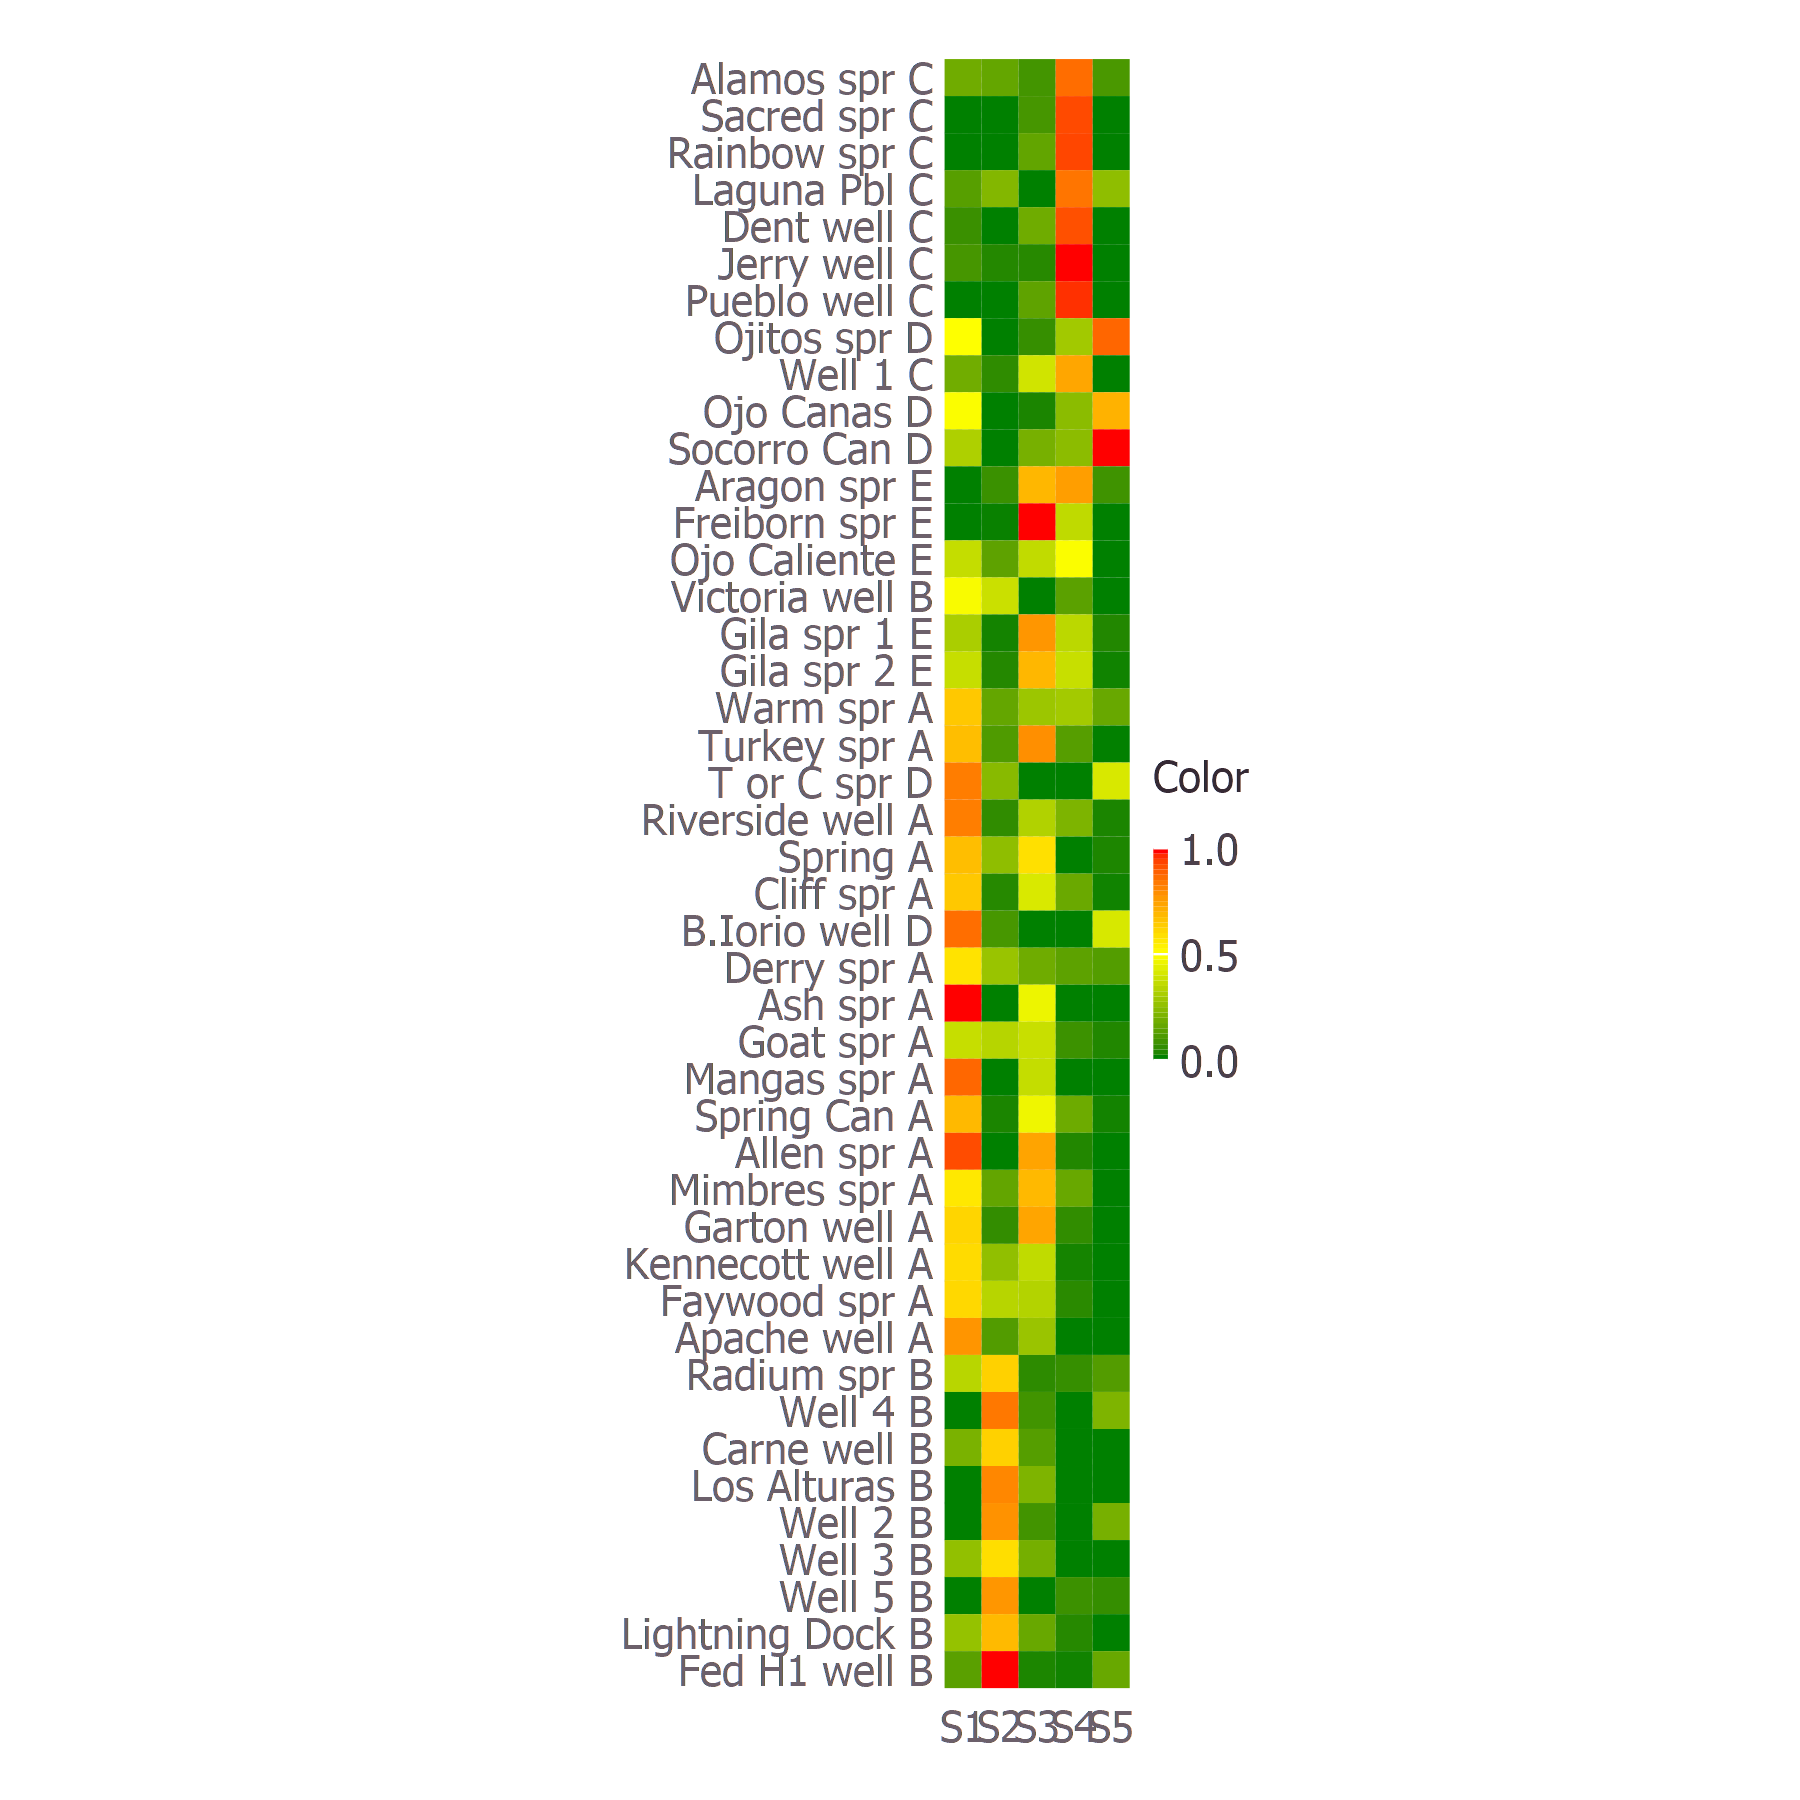 Alamos spr C
Sacred spr C
Rainbow spr C
Laguna Pbl C
Dent well C
Jerry well C
Pueblo well C
Ojitos spr D
Well 1 C
Ojo Canas D
Socorro Can D
Aragon spr E
Freiborn spr E
Ojo Caliente E
Victoria well B
Gila spr 1 E
Gila spr 2 E
Warm spr A
Turkey spr A
T or C spr D
Riverside well A
Spring A
Cliff spr A
B.Iorio well D
Derry spr A
Ash spr A
Goat spr A
Mangas spr A
Spring Can A
Allen spr A
Mimbres spr A
Garton well A
Kennecott well A
Faywood spr A
Apache well A
Radium spr B
Well 4 B
Carne well B
Los Alturas B
Well 2 B
Well 3 B
Well 5 B
Lightning Dock B
Fed H1 well B
S1 S2 S3 S4 S5
Color
1.0
0.5
0.0